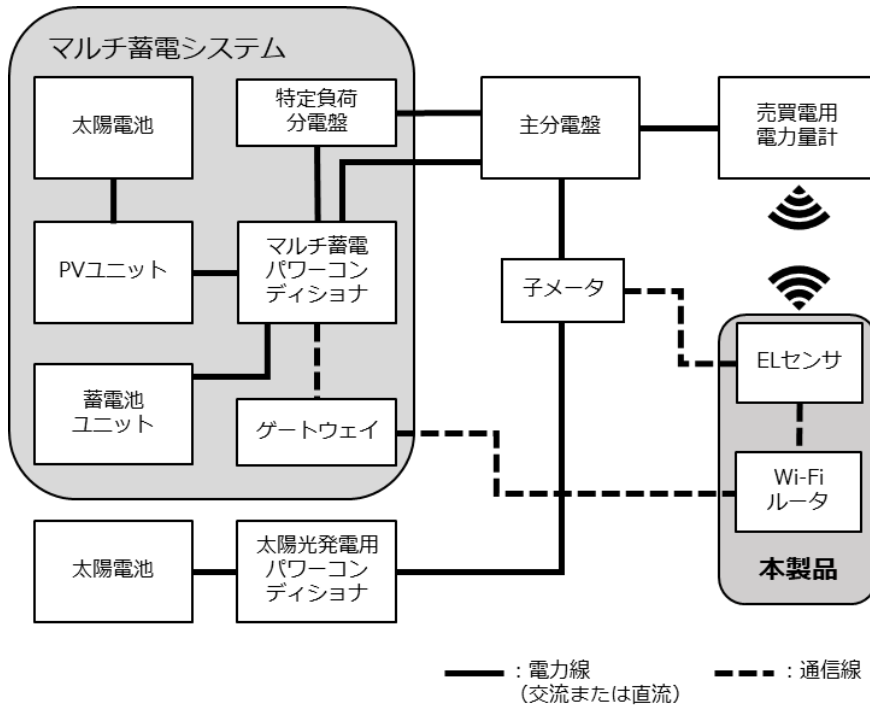 マルチ蓄電システム
太陽電池
特定負荷
分電盤
主分電盤
売買電用
電力量計
PVユニット
マルチ蓄電
パワーコン
ディショナ
子メータ
ELセンサ
蓄電池
ユニット
ゲートウェイ
Wi-Fi
ルータ
本製品
太陽電池
太陽光発電用
パワーコン
ディショナ
：電力線
（交流または直流）
：通信線